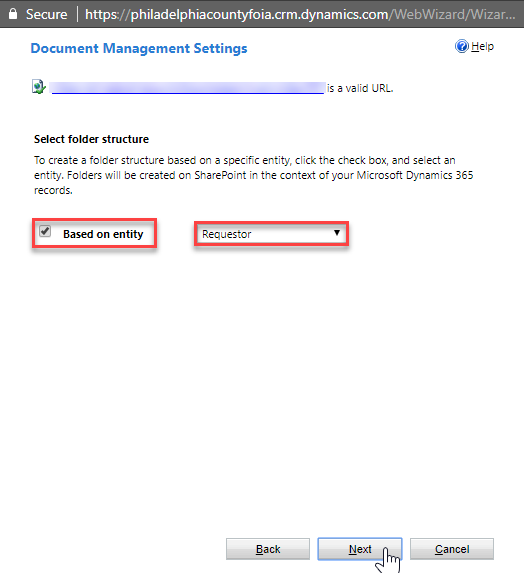 Secure | https://philadelphiacountyfoia.crm.dynamics.com/WebWizard/Wizar...
Document Management Settings
Help
is a valid URL.
Select folder structure
To create a folder structure based on a specific entity, click the check box, and select an
entity. Folders will be created on SharePoint in the context of your Microsoft Dynamics 365
records.
Based on entity Requestor
Back Next Cancel